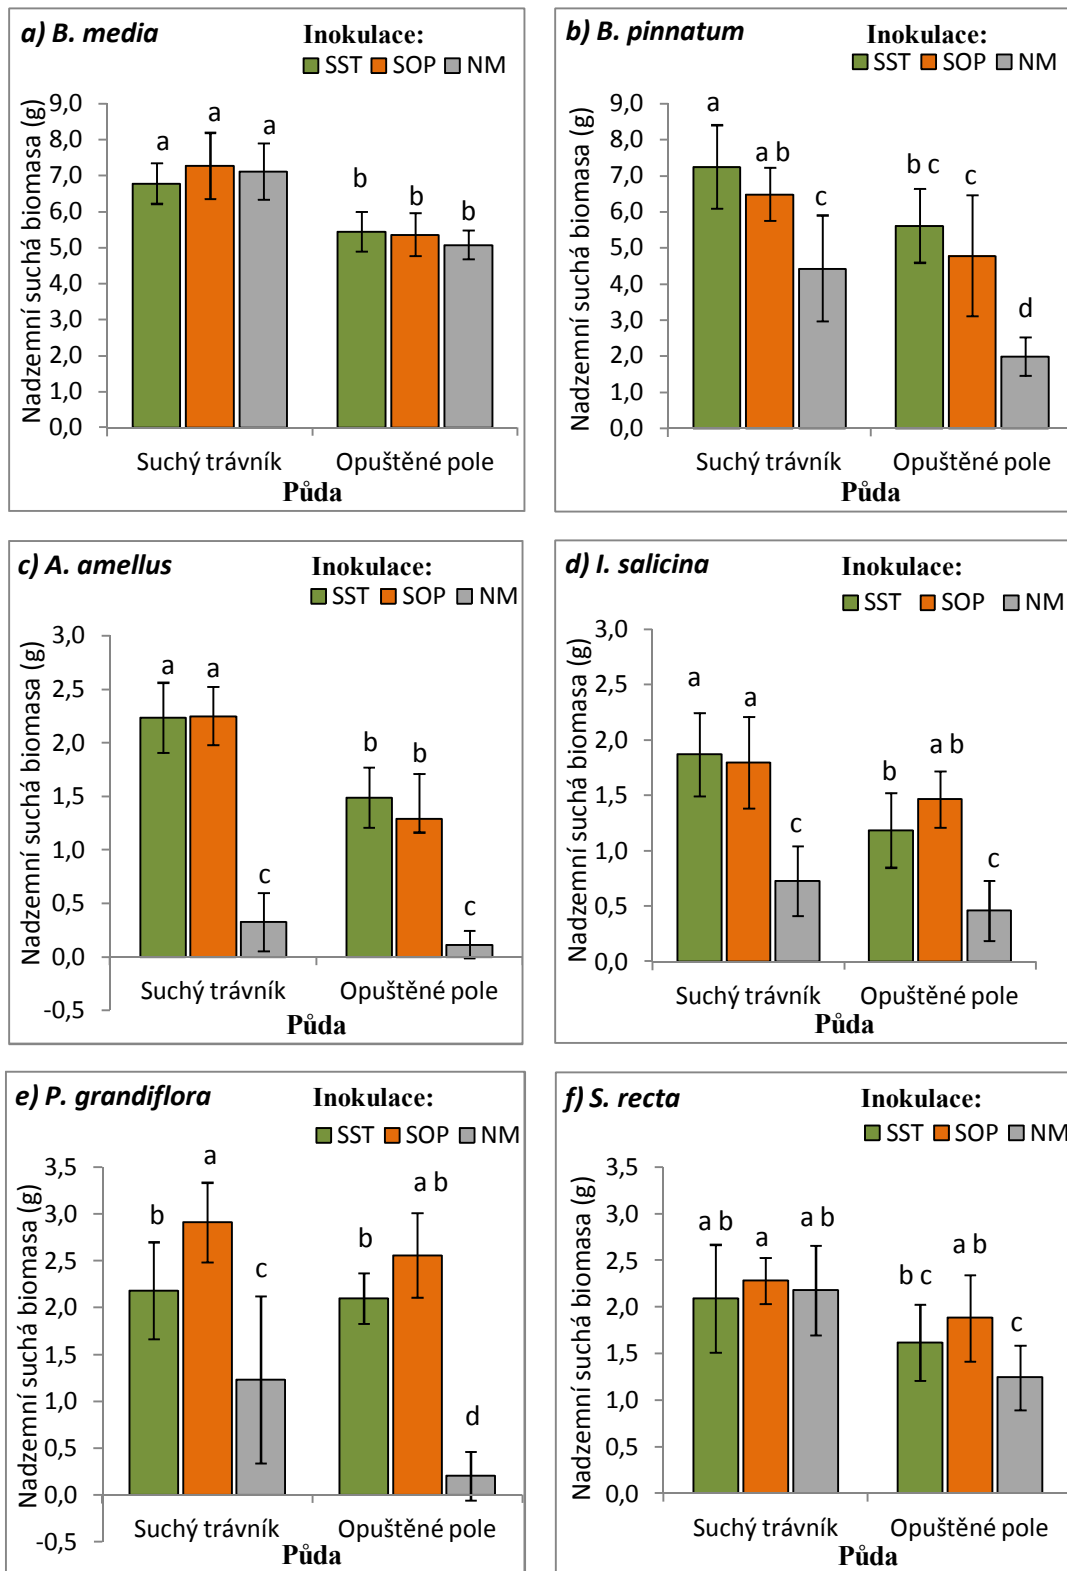 a) B. media
Inokulace:
SST SOP NM
Nadzemní suchá biomasa (g)
9,0
8,0
7,0
6,0
5,0
4,0
3,0
2,0
1,0
0,0
a a a b b b
Suchý trávník Opuštěné pole
Půda
b) B. pinnatum
Inokulace:
SST SOP NM
Nadzemní suchá biomasa (g)
9,0
8,0
7,0
6,0
5,0
4,0
3,0
2,0
1,0
0,0
a a b c b c c d
Suchý trávník Opuštěné pole
Půda
c) A. amellus
Inokulace:
SST SOP NM
Nadzemní suchá biomasa (g)
3,0
2,5
2,0
1,5
1,0
0,5
0,0
-0,5
a a c b b c
Suchý trávník Opuštěné pole
Půda
d) I. salicina
Inokulace:
SST SOP NM
Nadzemní suchá biomasa (g)
3,0
2,5
2,0
1,5
1,0
0,5
0,0
a a c b a b c
Suchý trávník Opuštěné pole
Půda
e) P. grandiflora
Inokulace:
SST SOP NM
Nadzemní suchá biomasa (g)
3,5
3,0
2,5
2,0
1,5
1,0
0,5
0,0
-0,5
b a c b a b d
Suchý trávník Opuštěné pole
Půda
f) S. recta
Inokulace:
SST SOP NM
Nadzemní suchá biomasa (g)
3,5
3,0
2,5
2,0
1,5
1,0
0,5
0,0
a b a a b b c a b c
Suchý trávník Opuštěné pole
Půda